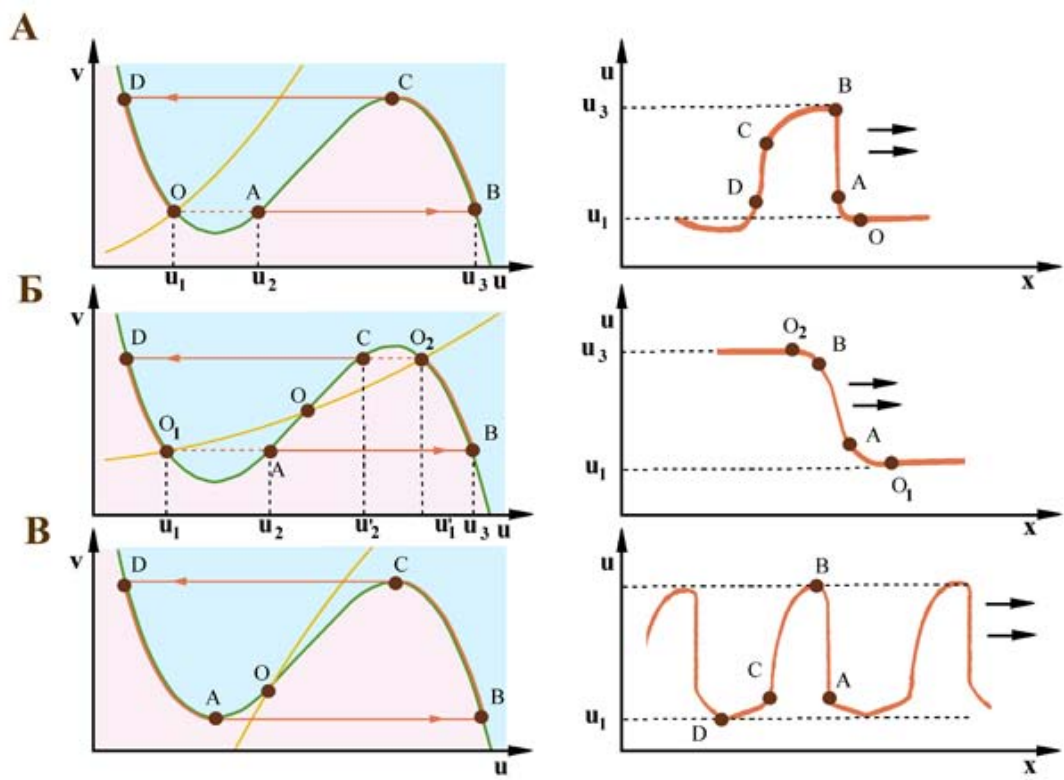 А
v D C O A B u₁ u₂ u₃ u
u u₃ B C D A u₁ O x
Б
v D C O₂ O O₁ A B u₁ u₂ u'₂ u'₁ u₃ u
u O₂ u₃ B A u₁ O₁ x
В
v D C O A B u
u B C A u₁ D x